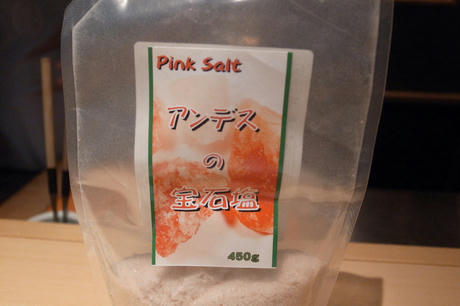 Pink Salt
アンデス
の
宝石塩
450g